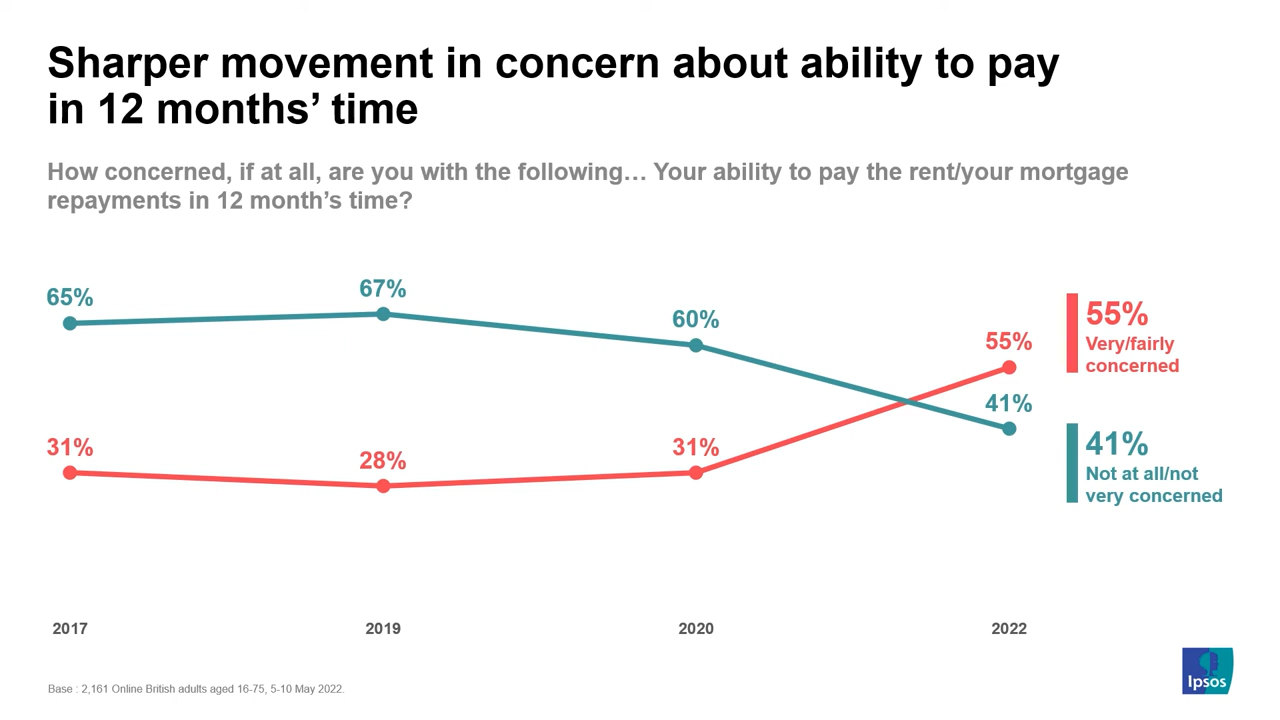 Sharper movement in concern about ability to pay
in 12 months’ time
How concerned, if at all, are you with the following… Your ability to pay the rent/your mortgage
repayments in 12 month’s time?
65%
67%
60%
55%
41%
31%
28%
31%
55%
Very/fairly
concerned
41%
Not at all/not
very concerned
2017
2019
2020
2022
Base : 2,161 Online British adults aged 16-75, 5-10 May 2022.
Ipsos